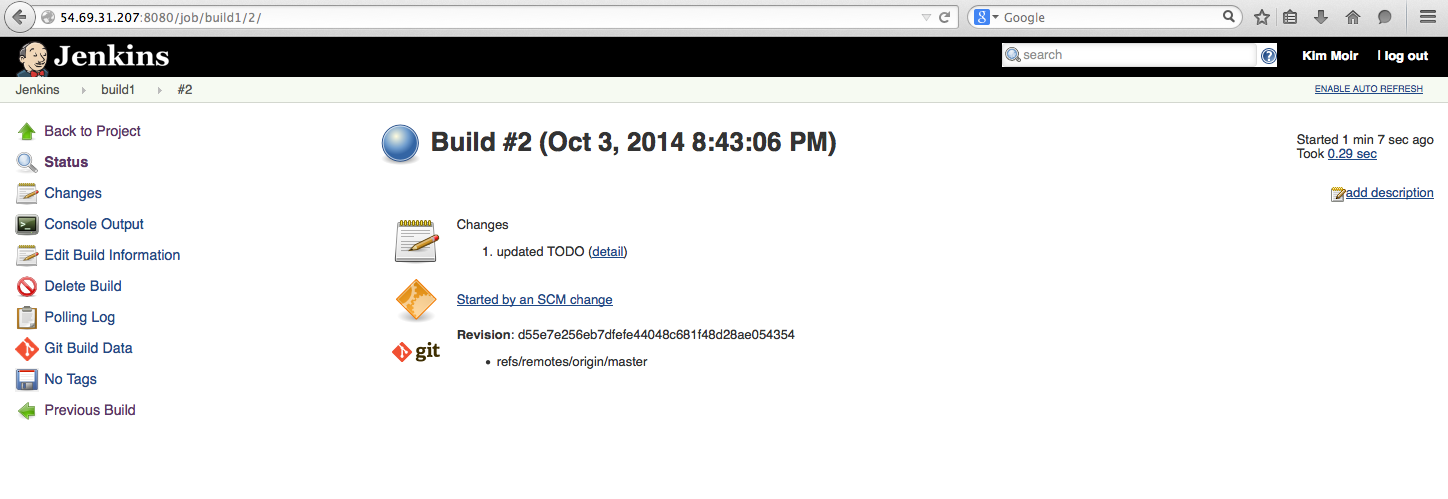 54.69.31.207:8080/job/build1/2/
Google
Jenkins
search
Kim Moir
| log out
Jenkins
build1
#2
ENABLE AUTO REFRESH
Back to Project
Status
Changes
Console Output
Edit Build Information
Delete Build
Polling Log
Git Build Data
No Tags
Previous Build
Build #2 (Oct 3, 2014 8:43:06 PM)
Started 1 min 7 sec ago
Took 0.29 sec
add description
Changes
1. updated TODO (detail)
Started by an SCM change
git
Revision: d55e7e256eb7dfefe44048c681f48d28ae054354
• refs/remotes/origin/master